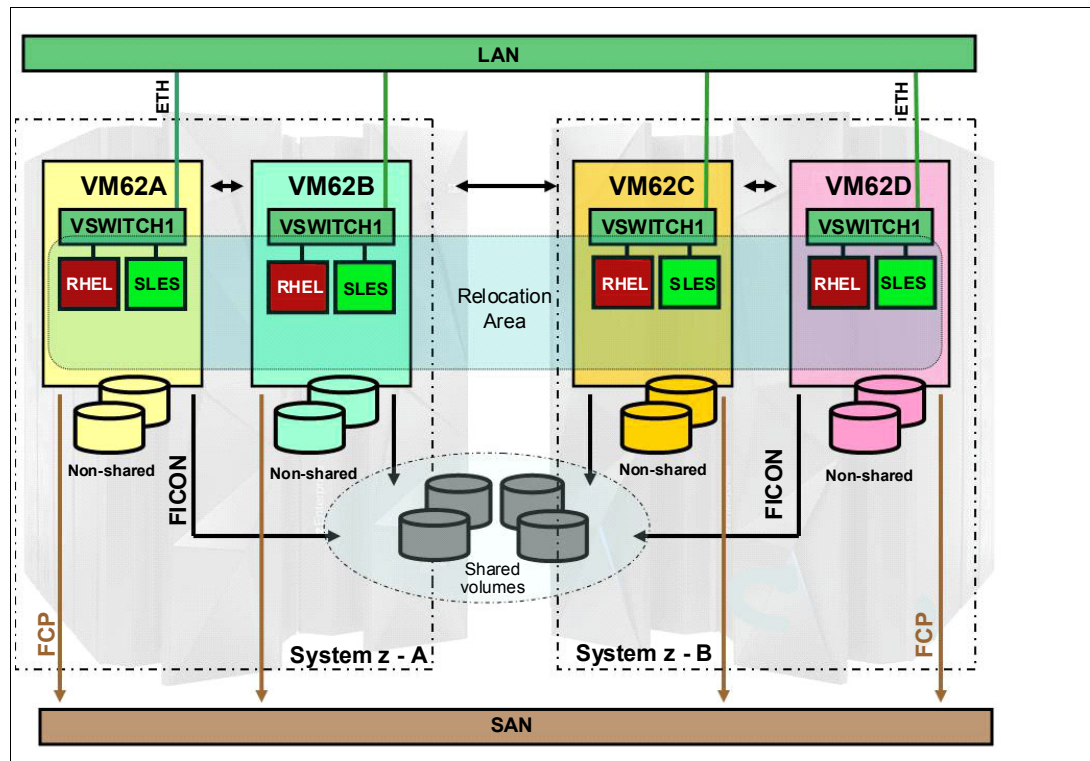 LAN
ETH
ETH
VM62A
VM62B
VM62C
VM62D
VSWITCH1
VSWITCH1
VSWITCH1
VSWITCH1
RHEL
SLES
RHEL
SLES
RHEL
SLES
RHEL
SLES
Relocation
Area
Non-shared
Non-shared
Non-shared
Non-shared
FICON
FICON
Shared
volumes
FCP
FCP
System z - A
System z - B
SAN